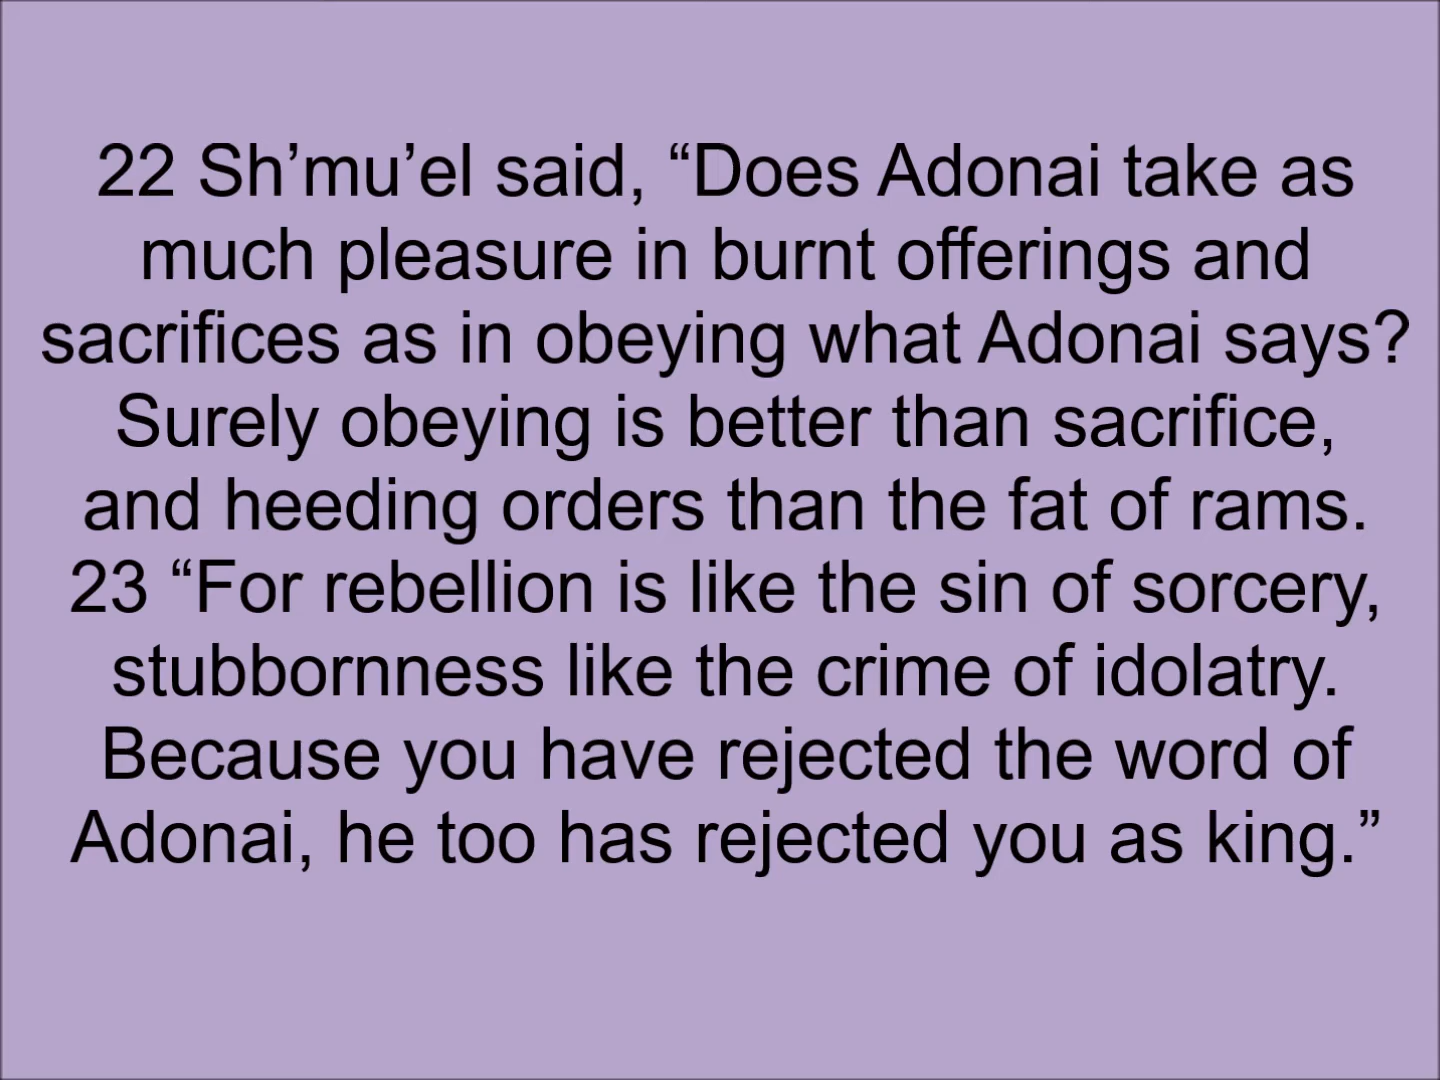 22 Sh’mu’el said, “Does Adonai take as
much pleasure in burnt offerings and
sacrifices as in obeying what Adonai says?
Surely obeying is better than sacrifice,
and heeding orders than the fat of rams.
23 “For rebellion is like the sin of sorcery,
stubbornness like the crime of idolatry.
Because you have rejected the word of
Adonai, he too has rejected you as king.”